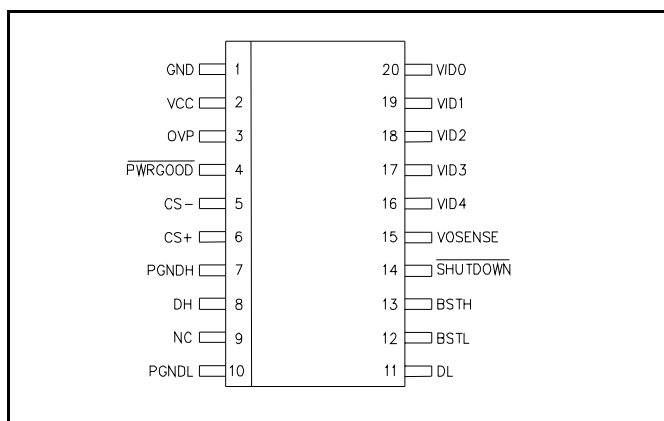 GND 1 20 VID0
VCC 2 19 VID1
OVP 3 18 VID2
PWRGOOD 4 17 VID3
CS- 5 16 VID4
CS+ 6 15 VOSENSE
PGNDH 7 14 SHUTDOWN
DH 8 13 BSTH
NC 9 12 BSTL
PGNDL 10 11 DL